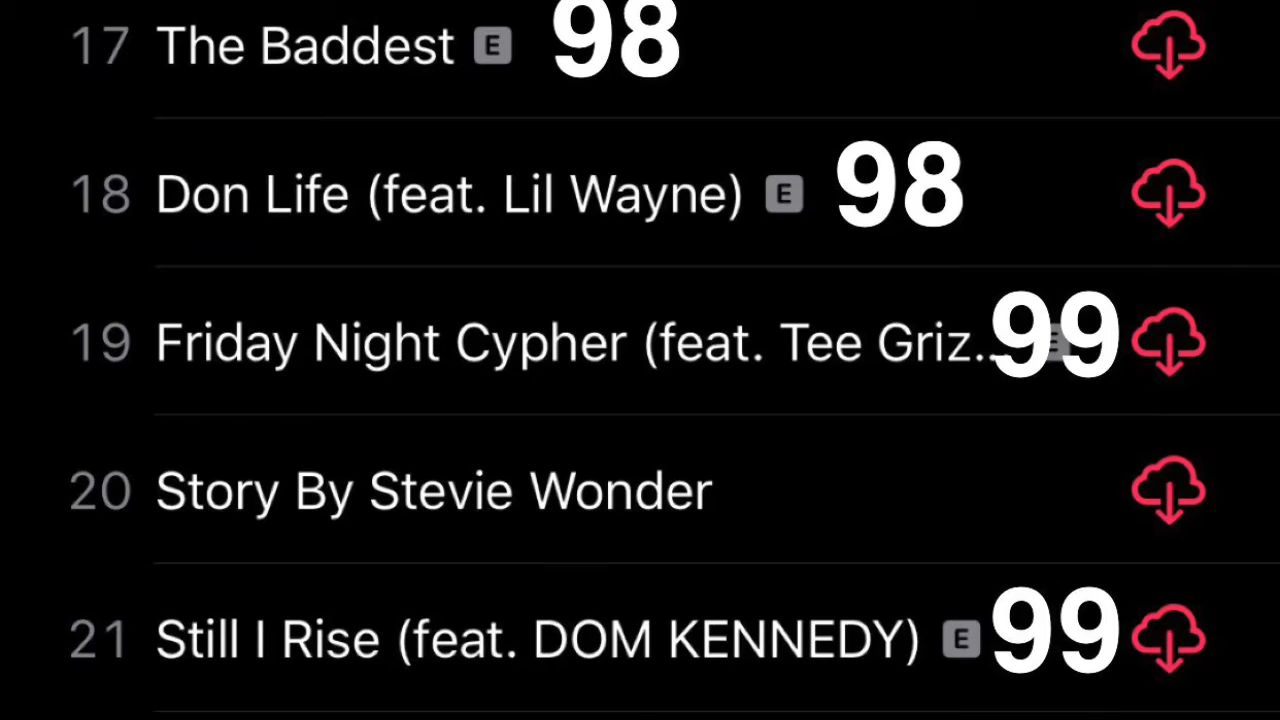 17 The Baddest E 98
18 Don Life (feat. Lil Wayne) E 98
19 Friday Night Cypher (feat. Tee Griz... E 99
20 Story By Stevie Wonder
21 Still I Rise (feat. DOM KENNEDY) E 99